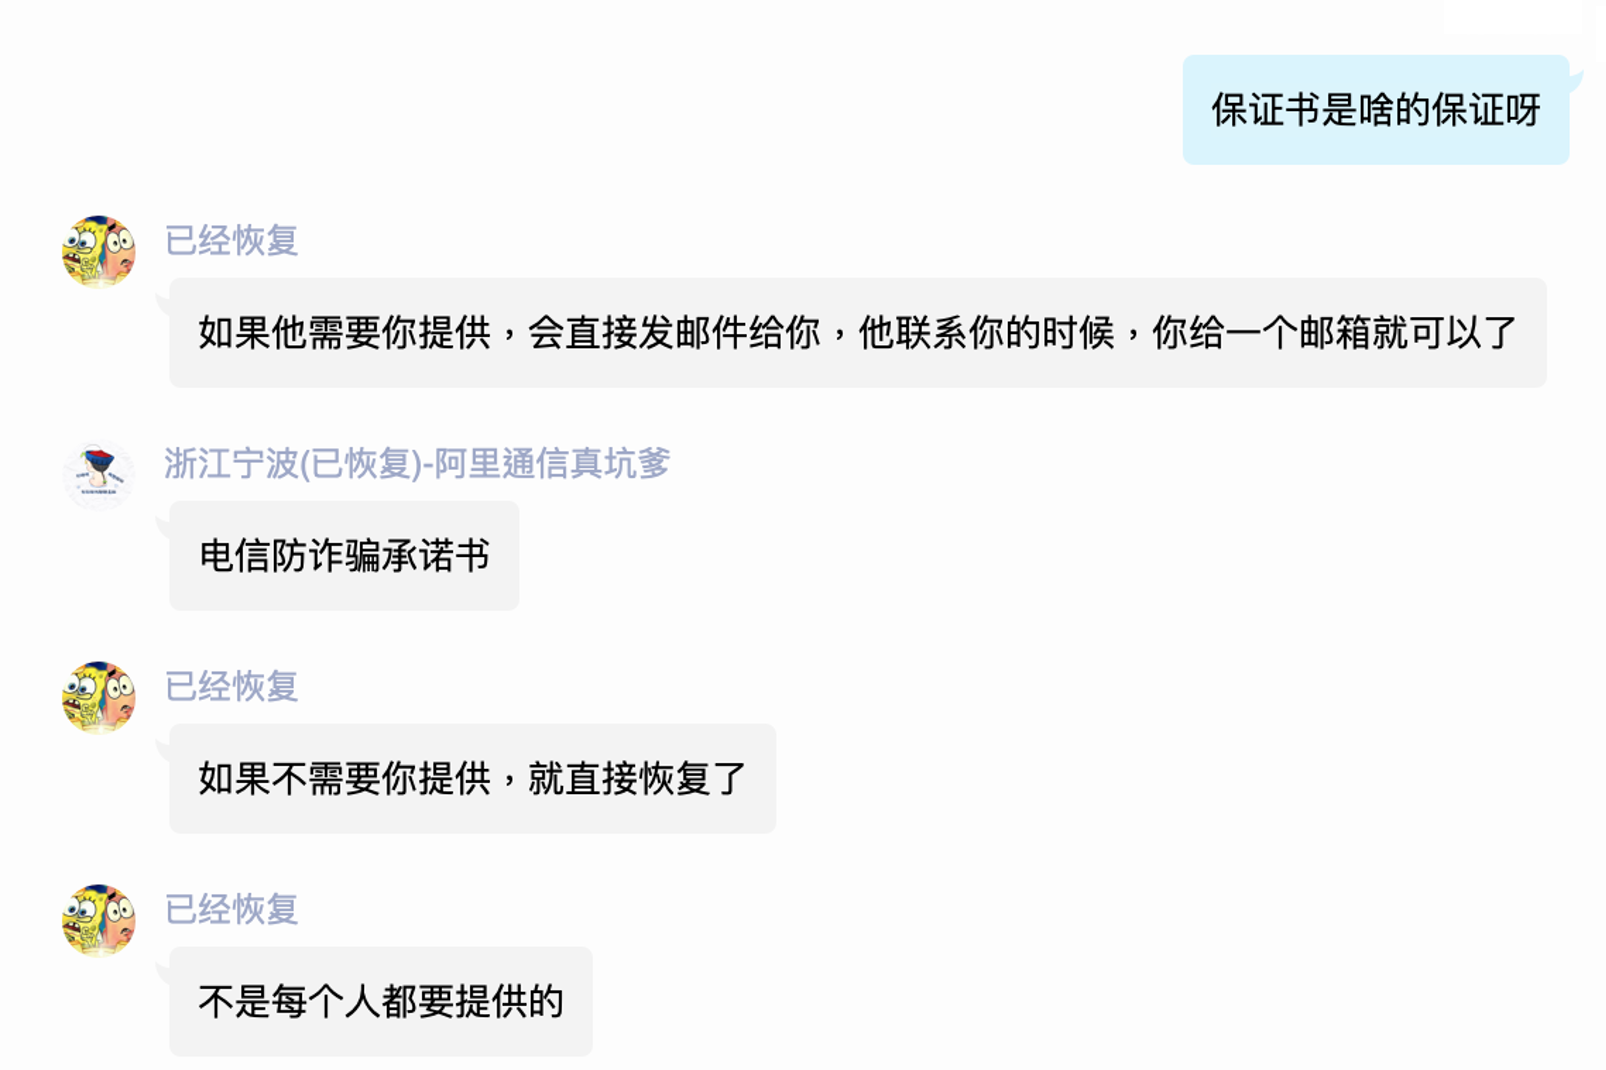 保证书是啥的保证呀
已经恢复
如果他需要你提供，会直接发邮件给你，他联系你的时候，你给一个邮箱就可以了
浙江宁波(已恢复)-阿里通信真坑爹
电信防诈骗承诺书
已经恢复
如果不需要你提供，就直接恢复了
已经恢复
不是每个人都要提供的